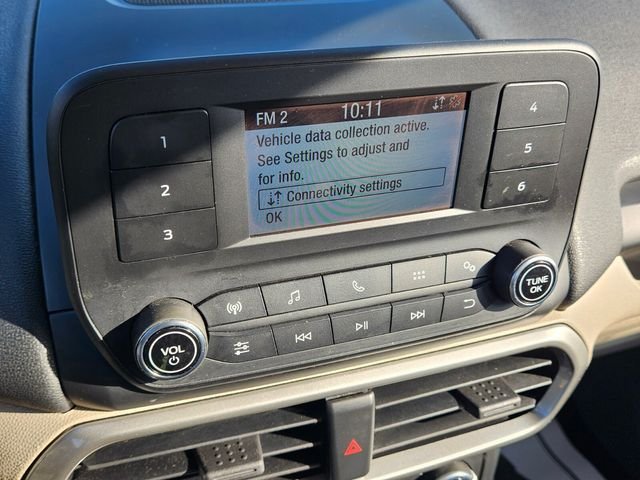 FM 2 10:11
Vehicle data collection active.
See Settings to adjust and
for info.
Connectivity settings
OK
1
2
3
4
5
6
VOL
TUNE
OK